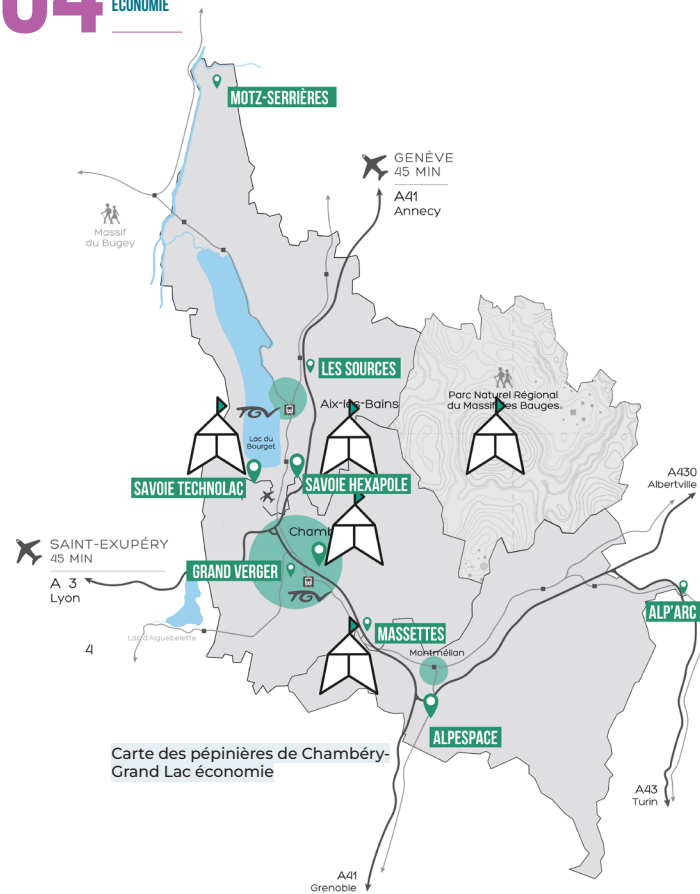 04
ÉCONOMIE
MOTZ-SERRIÈRES
GENÈVE
45 MIN
A41
Annecy
Massif
du Bugey
LES SOURCES
Parc Naturel Régional
du Massif des Bauges
TGV
Aix-les-Bains
Lac du
Bourget
A430
Albertville
SAVOIE TECHNOLAC
SAVOIE HEXAPOLE
Chamb
SAINT-EXUPÉRY
45 MIN
GRAND VERGER
A 3
Lyon
TGV
ALP'ARC
MASSETTES
Lac d'Aiguebelette
4
Montmélian
ALPESPACE
Carte des pépinières de Chambéry-
Grand Lac économie
A43
Turin
A41
Grenoble